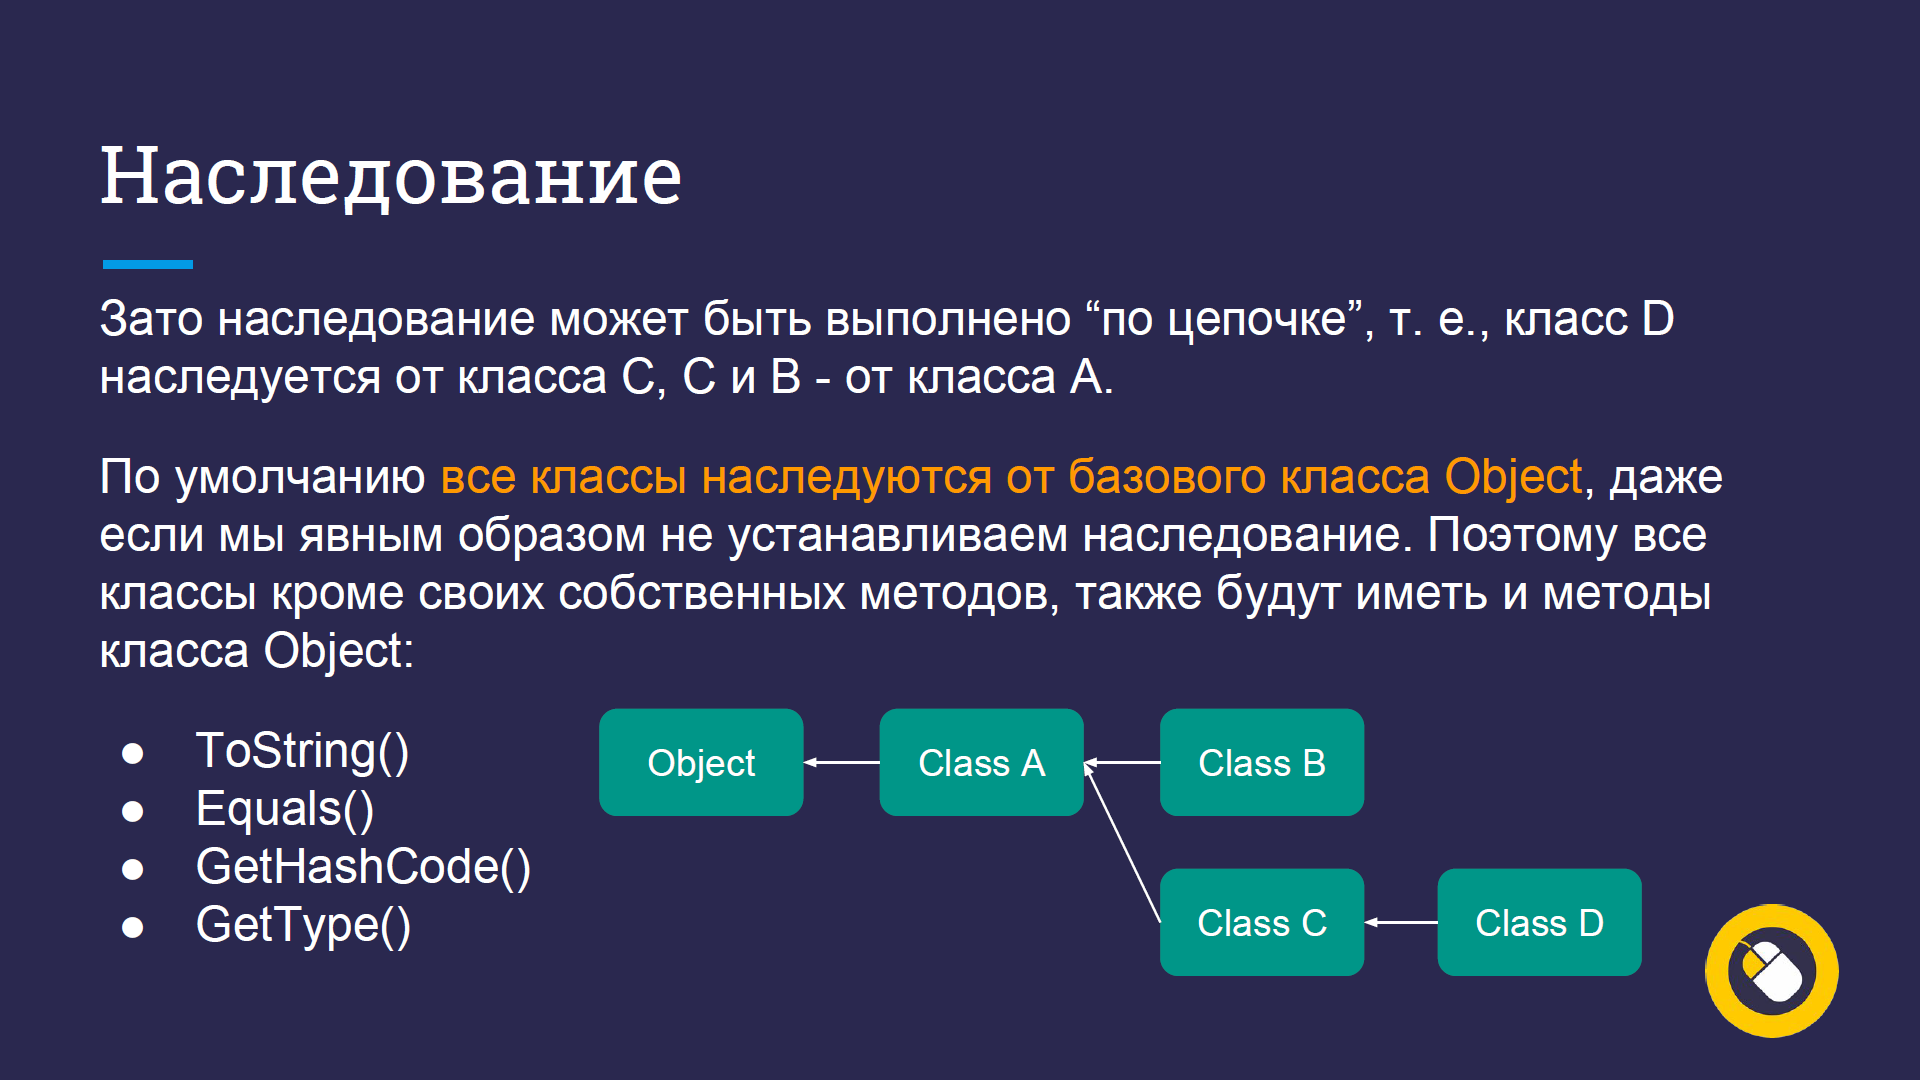 Наследование
Зато наследование может быть выполнено “по цепочке”, т. е., класс D
наследуется от класса C, C и B - от класса A.
По умолчанию все классы наследуются от базового класса Object, даже
если мы явным образом не устанавливаем наследование. Поэтому все
классы кроме своих собственных методов, также будут иметь и методы
класса Object:
● ToString()
● Equals()
● GetHashCode()
● GetType()
Object
Class A
Class B
Class C
Class D